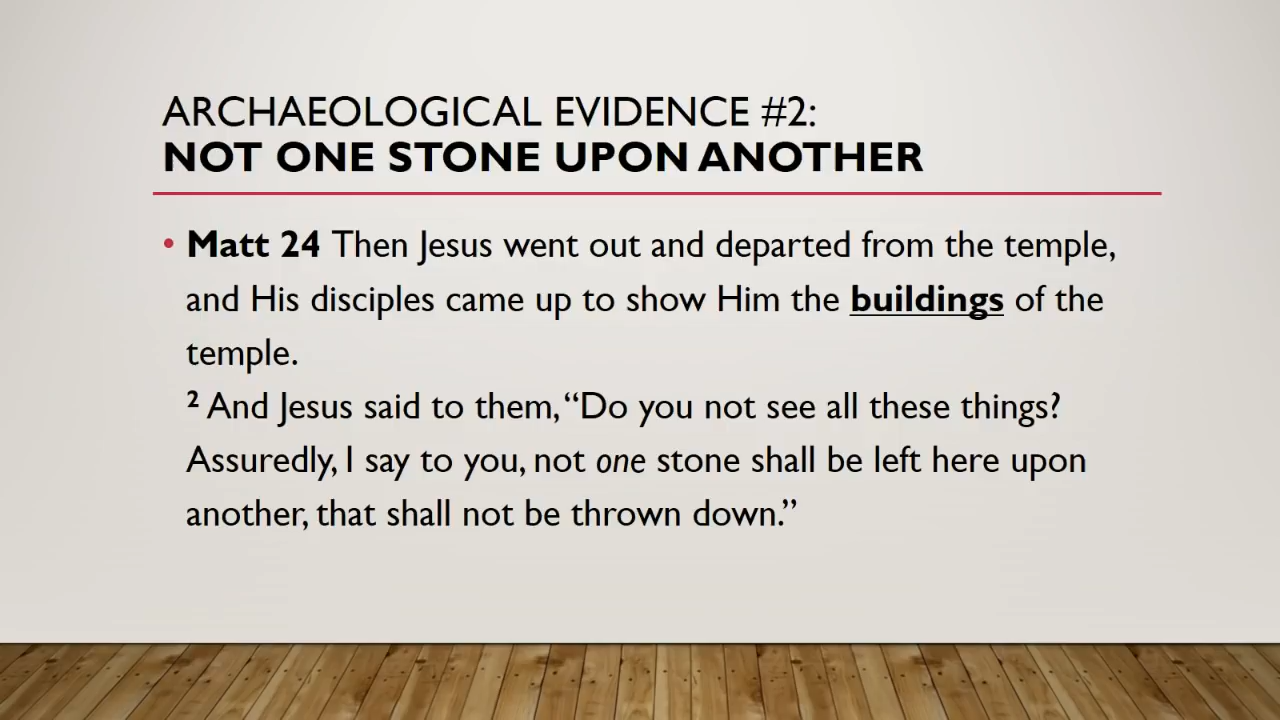 ARCHAEOLOGICAL EVIDENCE #2:
NOT ONE STONE UPON ANOTHER
• Matt 24 Then Jesus went out and departed from the temple,
and His disciples came up to show Him the buildings of the
temple.
² And Jesus said to them, “Do you not see all these things?
Assuredly, I say to you, not one stone shall be left here upon
another, that shall not be thrown down.”